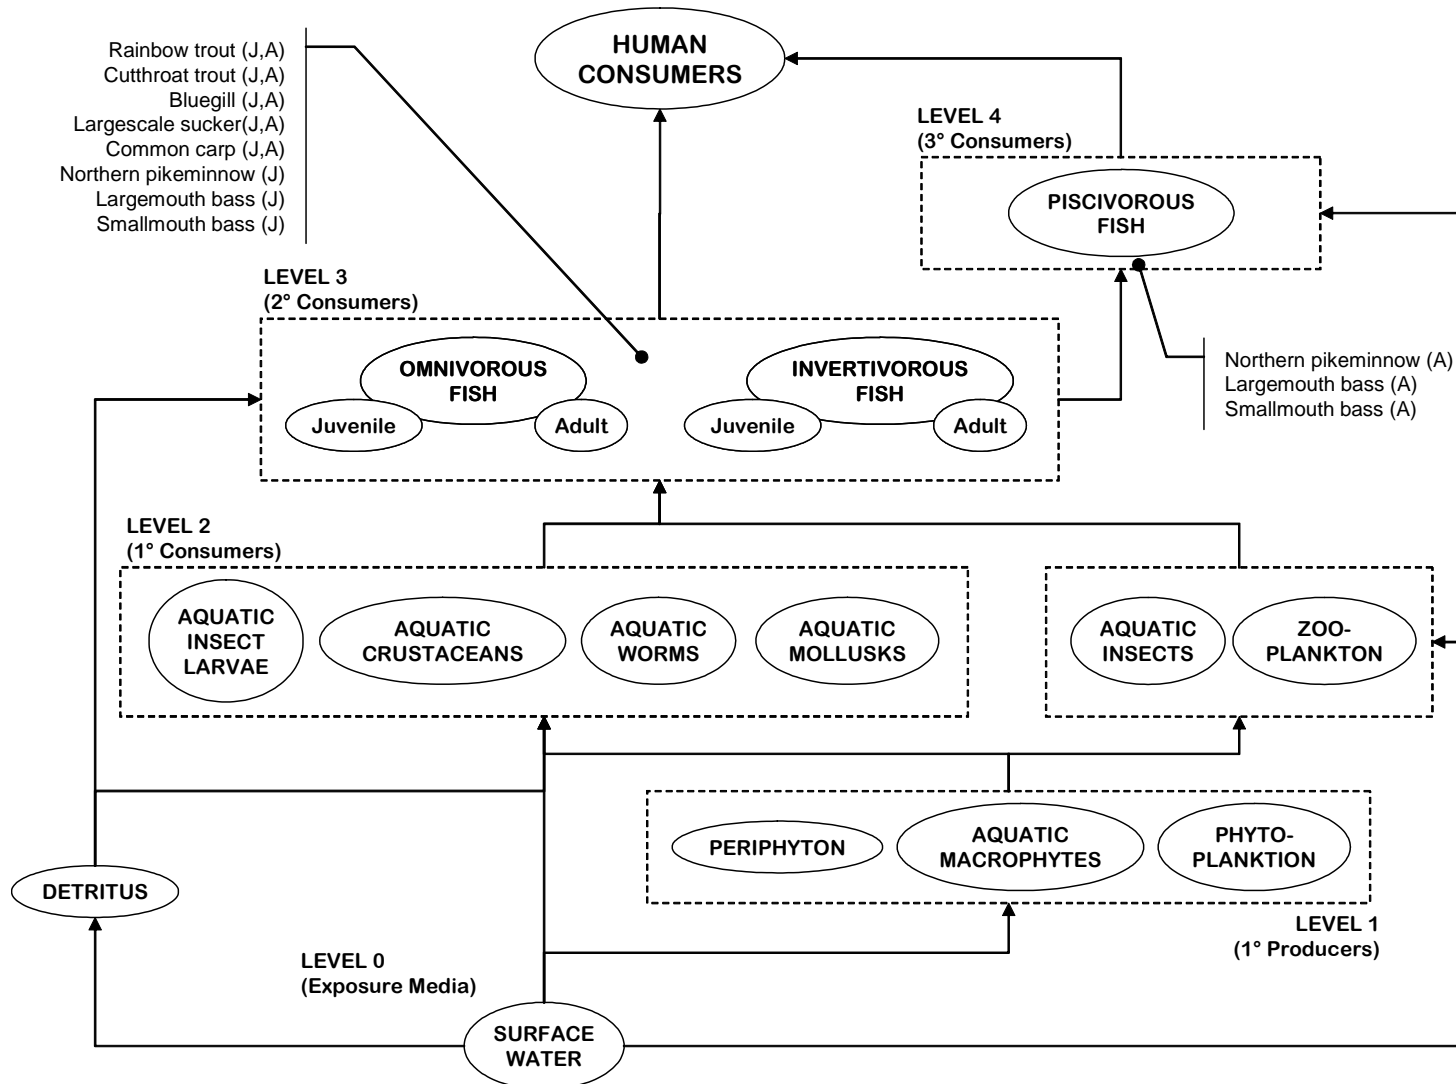 Rainbow trout (J,A)
Cutthroat trout (J,A)
Bluegill (J,A)
Largescale sucker(J,A)
Common carp (J,A)
Northern pikeminnow (J)
Largemouth bass (J)
Smallmouth bass (J)
HUMAN
CONSUMERS
LEVEL 4
(3° Consumers)
PISCIVOROUS
FISH
Northern pikeminnow (A)
Largemouth bass (A)
Smallmouth bass (A)
LEVEL 3
(2° Consumers)
OMNIVOROUS
FISH
Juvenile
Adult
INVERTIVOROUS
FISH
Juvenile
Adult
LEVEL 2
(1° Consumers)
AQUATIC
INSECT
LARVAE
AQUATIC
CRUSTACEANS
AQUATIC
WORMS
AQUATIC
MOLLUSKS
AQUATIC
INSECTS
ZOO-
PLANKTON
PERIPHYTON
AQUATIC
MACROPHYTES
PHYTO-
PLANKTION
LEVEL 1
(1° Producers)
DETRITUS
LEVEL 0
(Exposure Media)
SURFACE
WATER